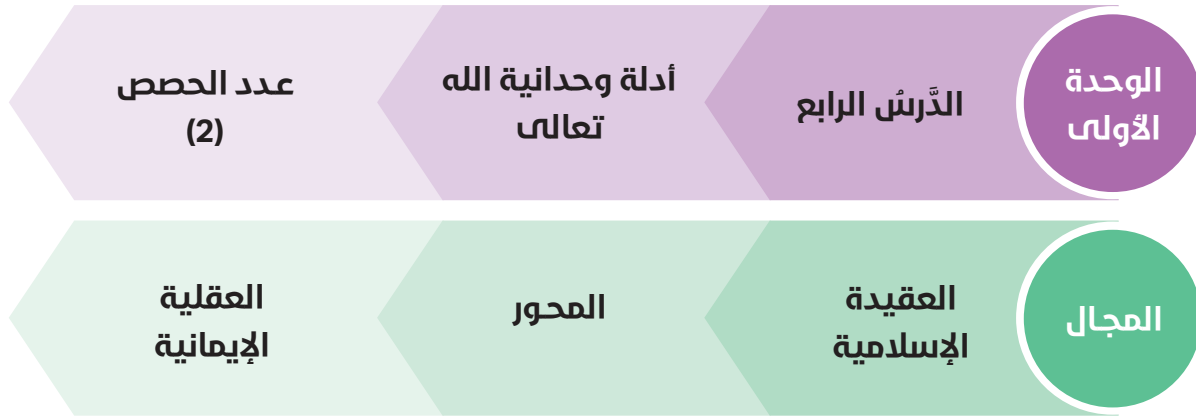 الوحدة
الأولى
الدَّرسُ الرابع
أدلة وحدانية الله
تعالى
عدد الحصص
(2)
المجال
العقيدة
الإسلامية
المحور
العقلية
الإيمانية